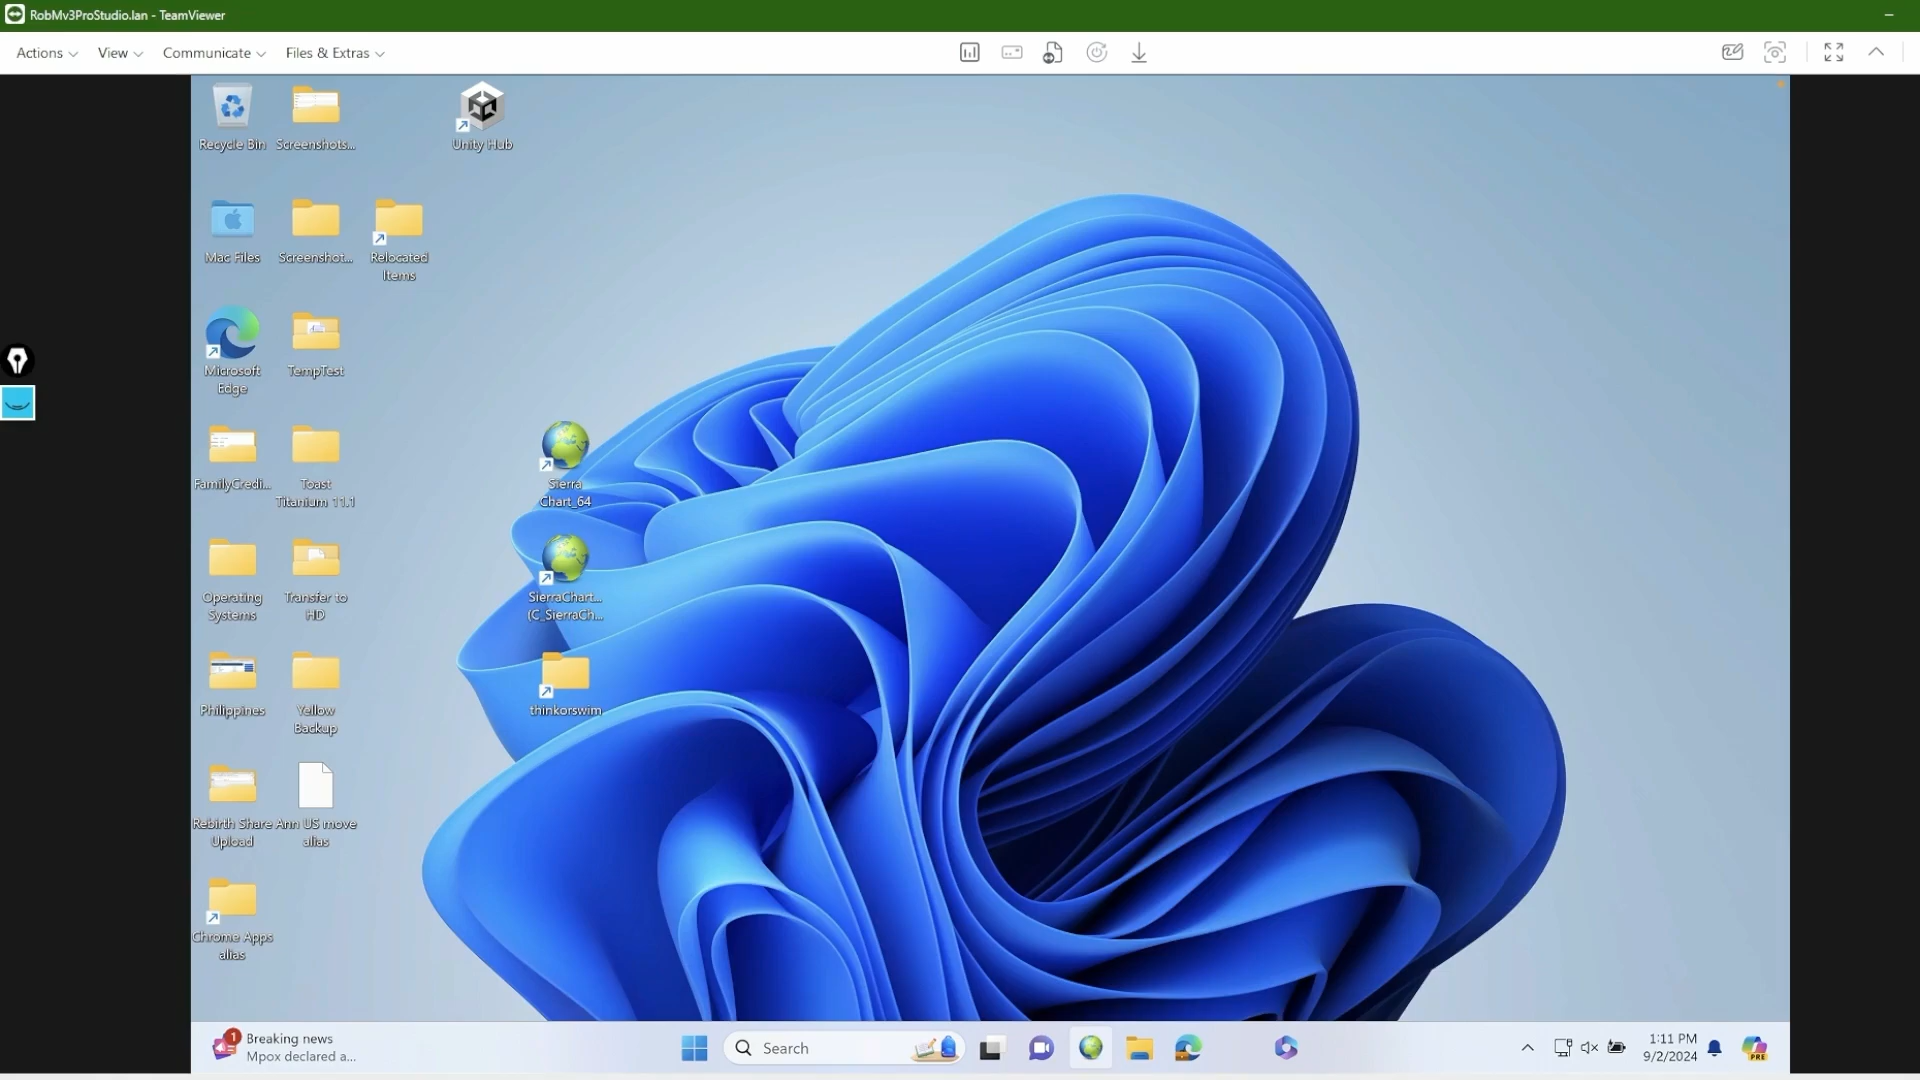 RobMv3ProStudio.lan - TeamViewer
Actions
View
Communicate
Files & Extras
Recycle Bin
Screenshots...
Unity Hub
Mac Files
Screenshot...
Relocated
Items
Microsoft
Edge
TempTest
FamilyCredi...
Toast
Titanium 11.1
Sierra
Chart_64
Operating
Systems
Transfer to
HD
SierraChart...
(C_SierraCh...
Philippines
Yellow
Backup
thinkorswim
Rebirth Share
Upload
Ann US move
alias
Chrome Apps
alias
1
Breaking news
Mpox declared a...
Search
1:11 PM
9/2/2024
PRE